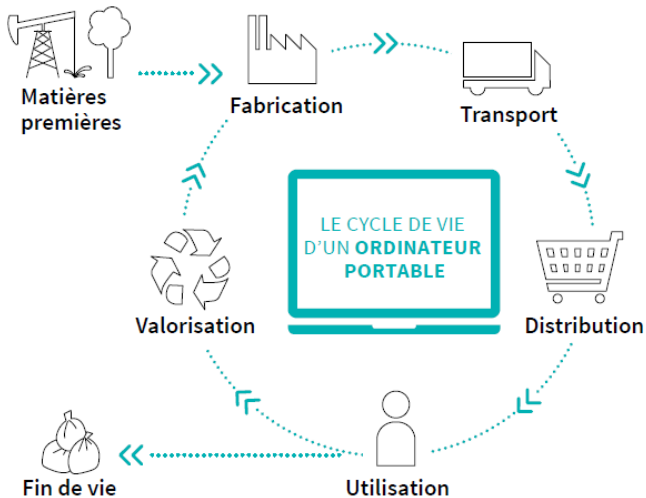 Matières
premières
Fabrication
Transport
LE CYCLE DE VIE
D'UN ORDINATEUR
PORTABLE
Valorisation
Distribution
Fin de vie
Utilisation